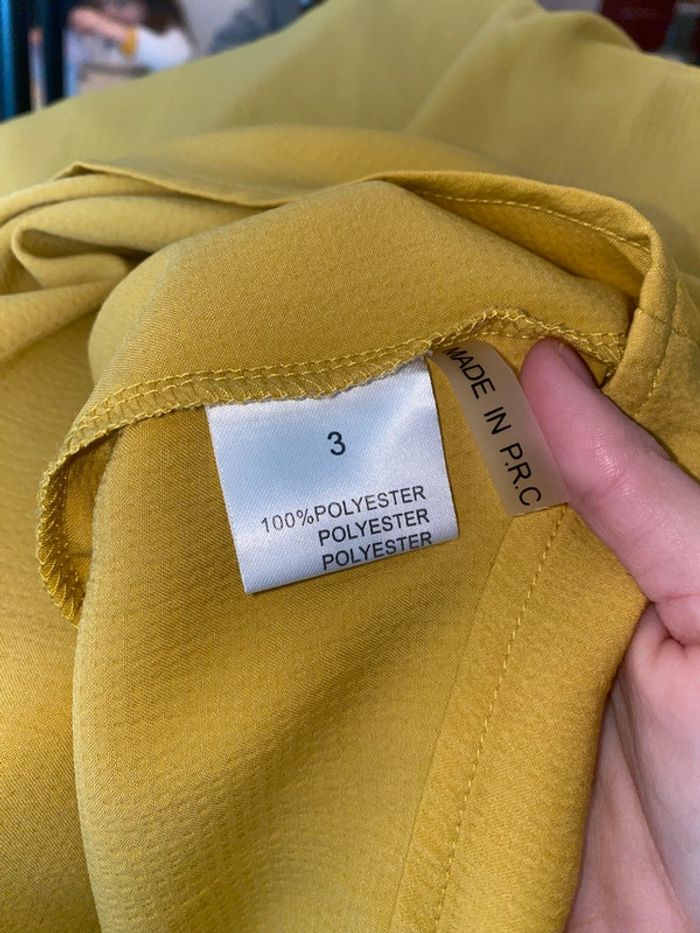 3
100%POLYESTER
POLYESTER
POLYESTER
MADE IN P.R.C